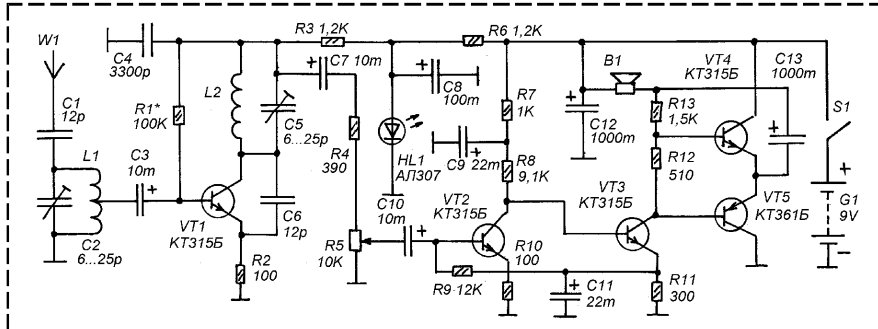 W1
C1
12p
C2
6...25p
L1
C3
10m
+
C4
3300p
R1*
100K
VT1
КТ315Б
L2
R2
100
C5
6...25p
C6
12p
R3 1,2K
C7 10m
+
R4
390
R5
10K
HL1
АЛ307
+
C8
100m
C9 22m
+
C10
10m
+
R6 1,2K
R7
1K
R8
9,1K
VT2
КТ315Б
R9 12K
R10
100
C11
22m
+
VT3
КТ315Б
R11
300
+
C12
1000m
B1
R13
1,5K
R12
510
VT4
КТ315Б
C13
1000m
+
VT5
КТ361Б
S1
+
G1
9V
−